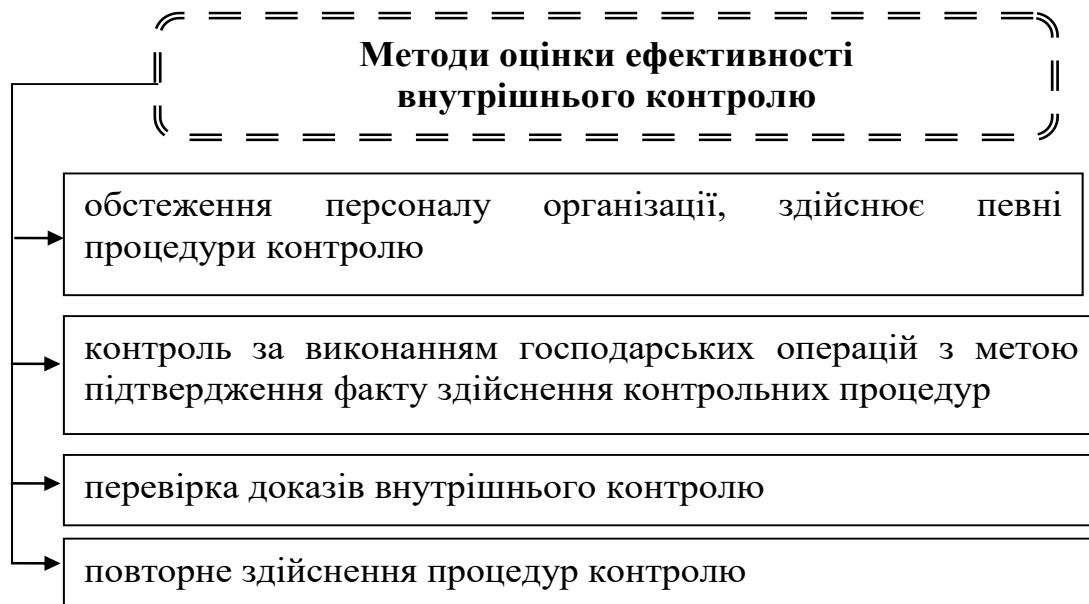 Методи оцінки ефективності
внутрішнього контролю
обстеження персоналу організації, здійснює певні
процедури контролю
контроль за виконанням господарських операцій з метою
підтвердження факту здійснення контрольних процедур
перевірка доказів внутрішнього контролю
повторне здійснення процедур контролю